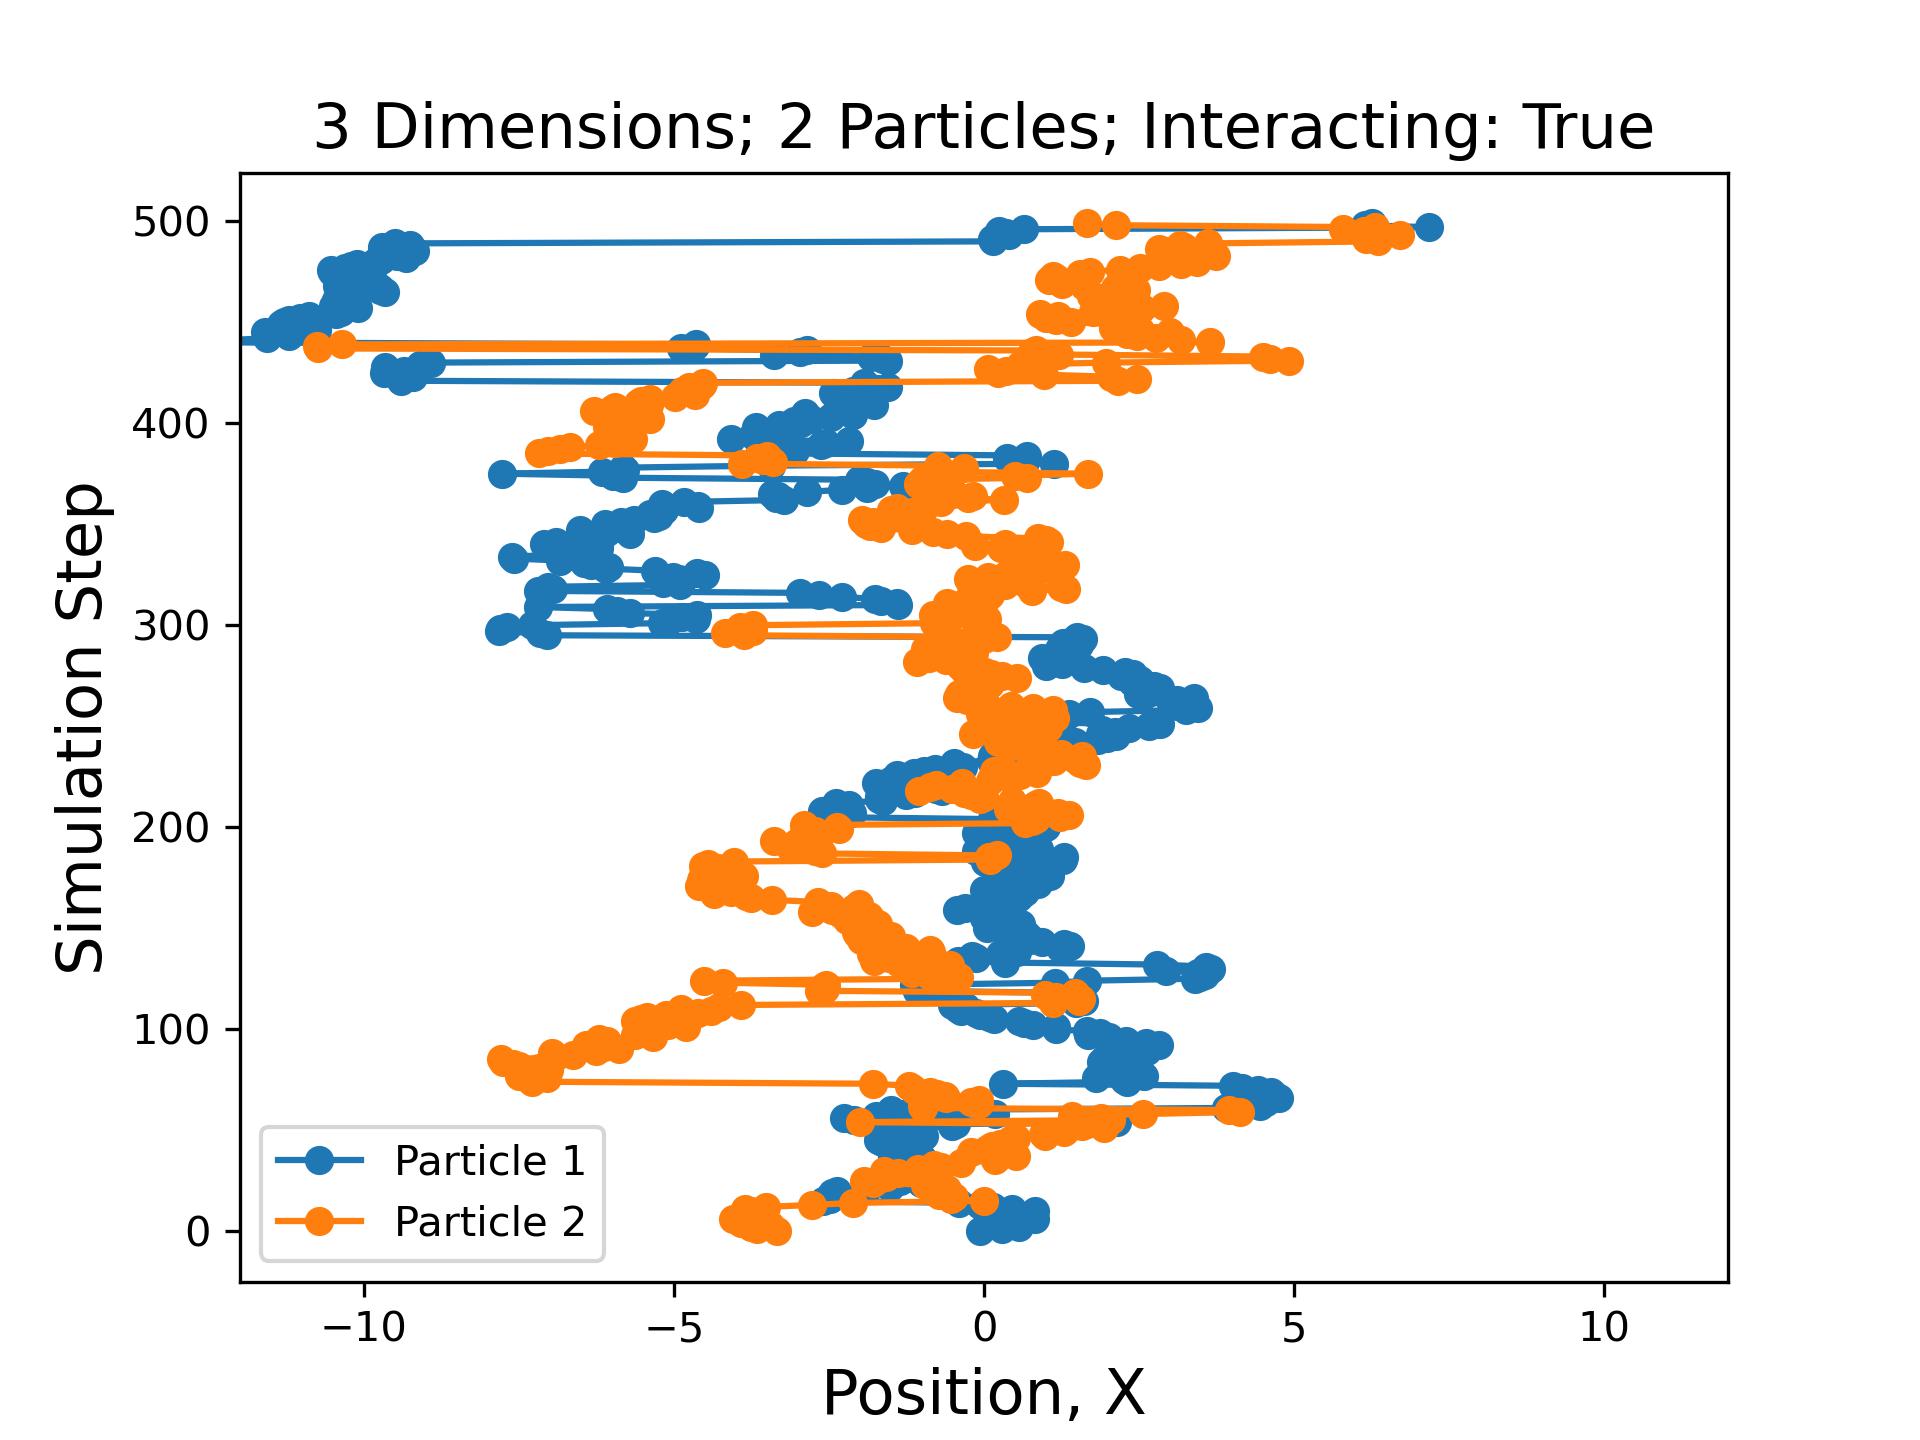 3 Dimensions; 2 Particles; Interacting: True
Simulation Step
500
400
300
200
100
0
Particle 1
Particle 2
−10
−5
0
5
10
Position, X